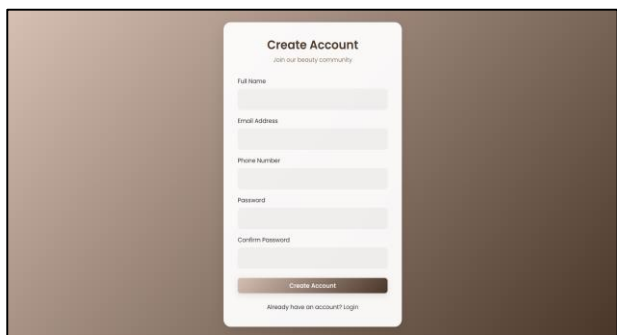 Create Account
Join our beauty community
Full Name
Email Address
Phone Number
Password
Confirm Password
Create Account
Already have an account? Login